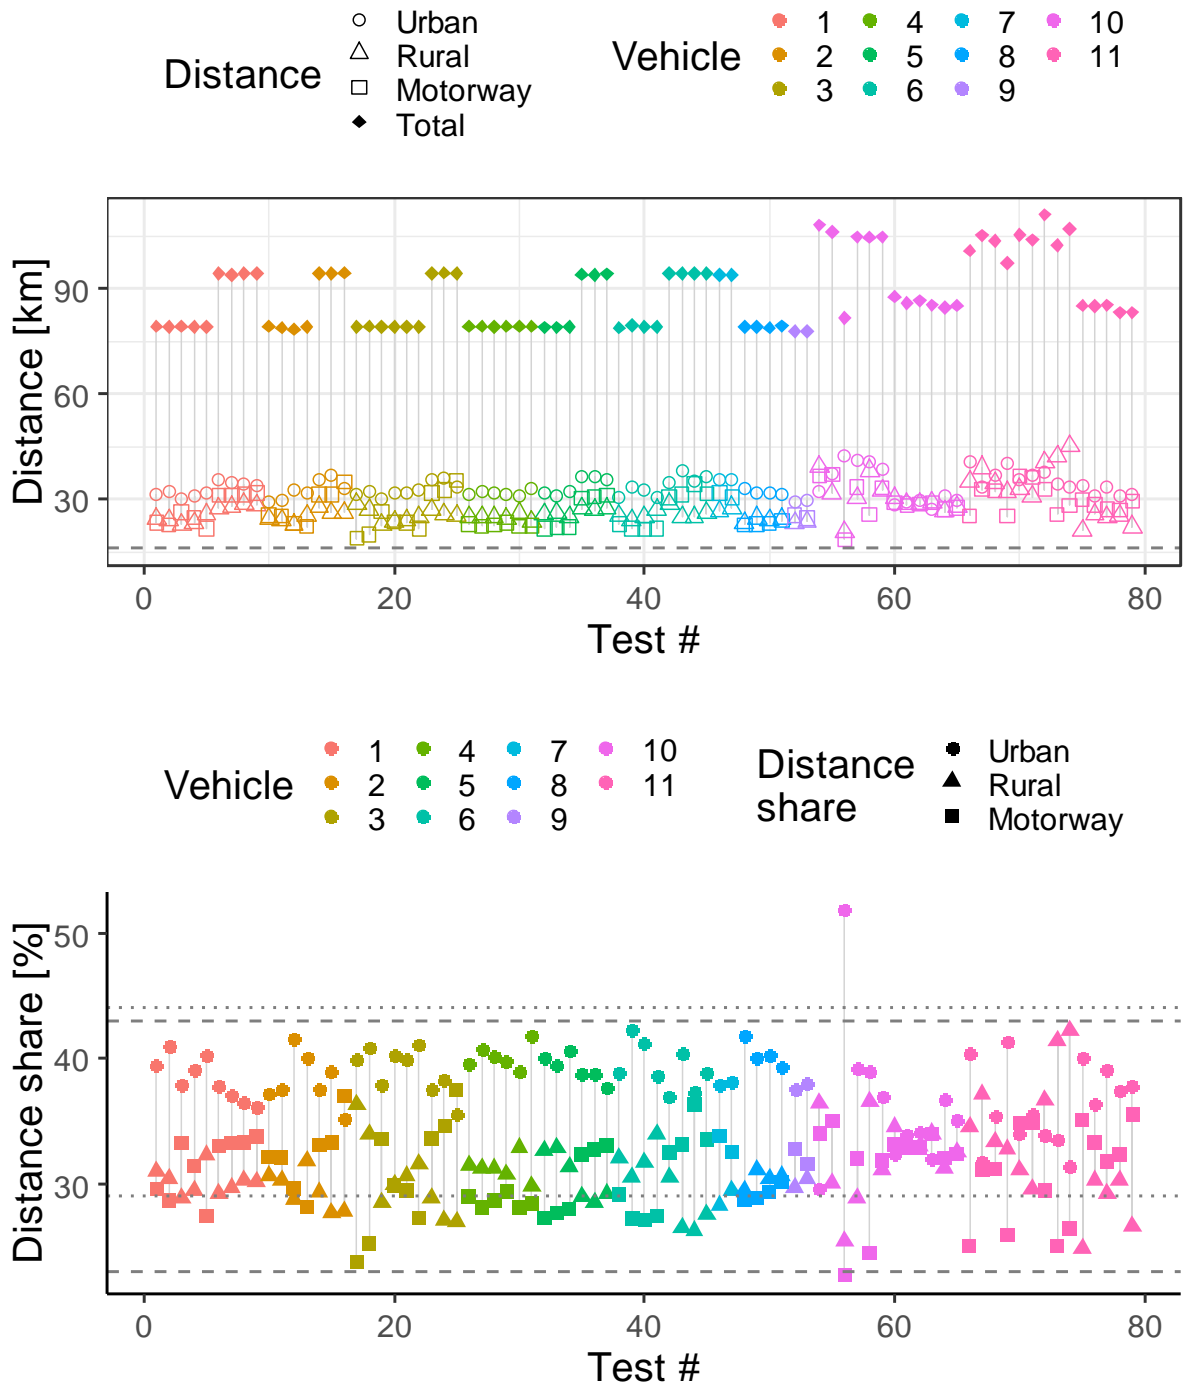 Distance
Urban
Rural
Motorway
Total
Vehicle
1 4 7 10
2 5 8 11
3 6 9
Distance [km]
90
60
30
0 20 40 60 80
Test #
Vehicle
1 4 7 10
2 5 8 11
3 6 9
Distance
share
Urban
Rural
Motorway
Distance share [%]
50
40
30
0 20 40 60 80
Test #